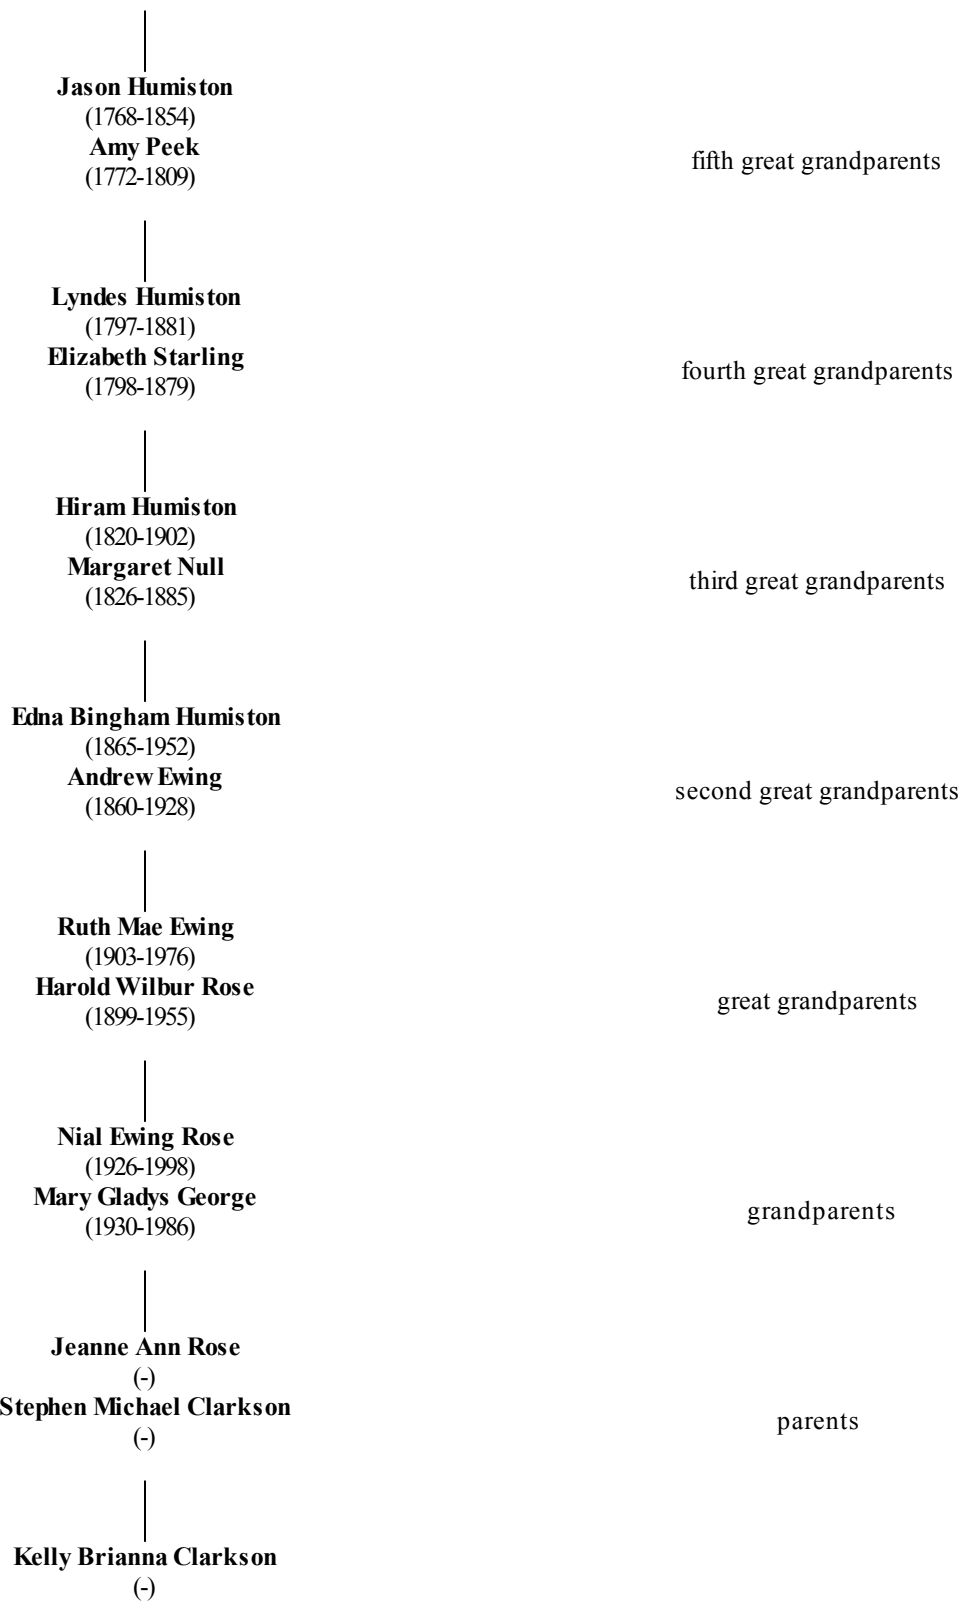 Jason Humiston
(1768-1854)
Amy Peek
(1772-1809)
fifth great grandparents
Lyndes Humiston
(1797-1881)
Elizabeth Starling
(1798-1879)
fourth great grandparents
Hiram Humiston
(1820-1902)
Margaret Null
(1826-1885)
third great grandparents
Edna Bingham Humiston
(1865-1952)
Andrew Ewing
(1860-1928)
second great grandparents
Ruth Mae Ewing
(1903-1976)
Harold Wilbur Rose
(1899-1955)
great grandparents
Nial Ewing Rose
(1926-1998)
Mary Gladys George
(1930-1986)
grandparents
Jeanne Ann Rose
(-)
Stephen Michael Clarkson
(-)
parents
Kelly Brianna Clarkson
(-)